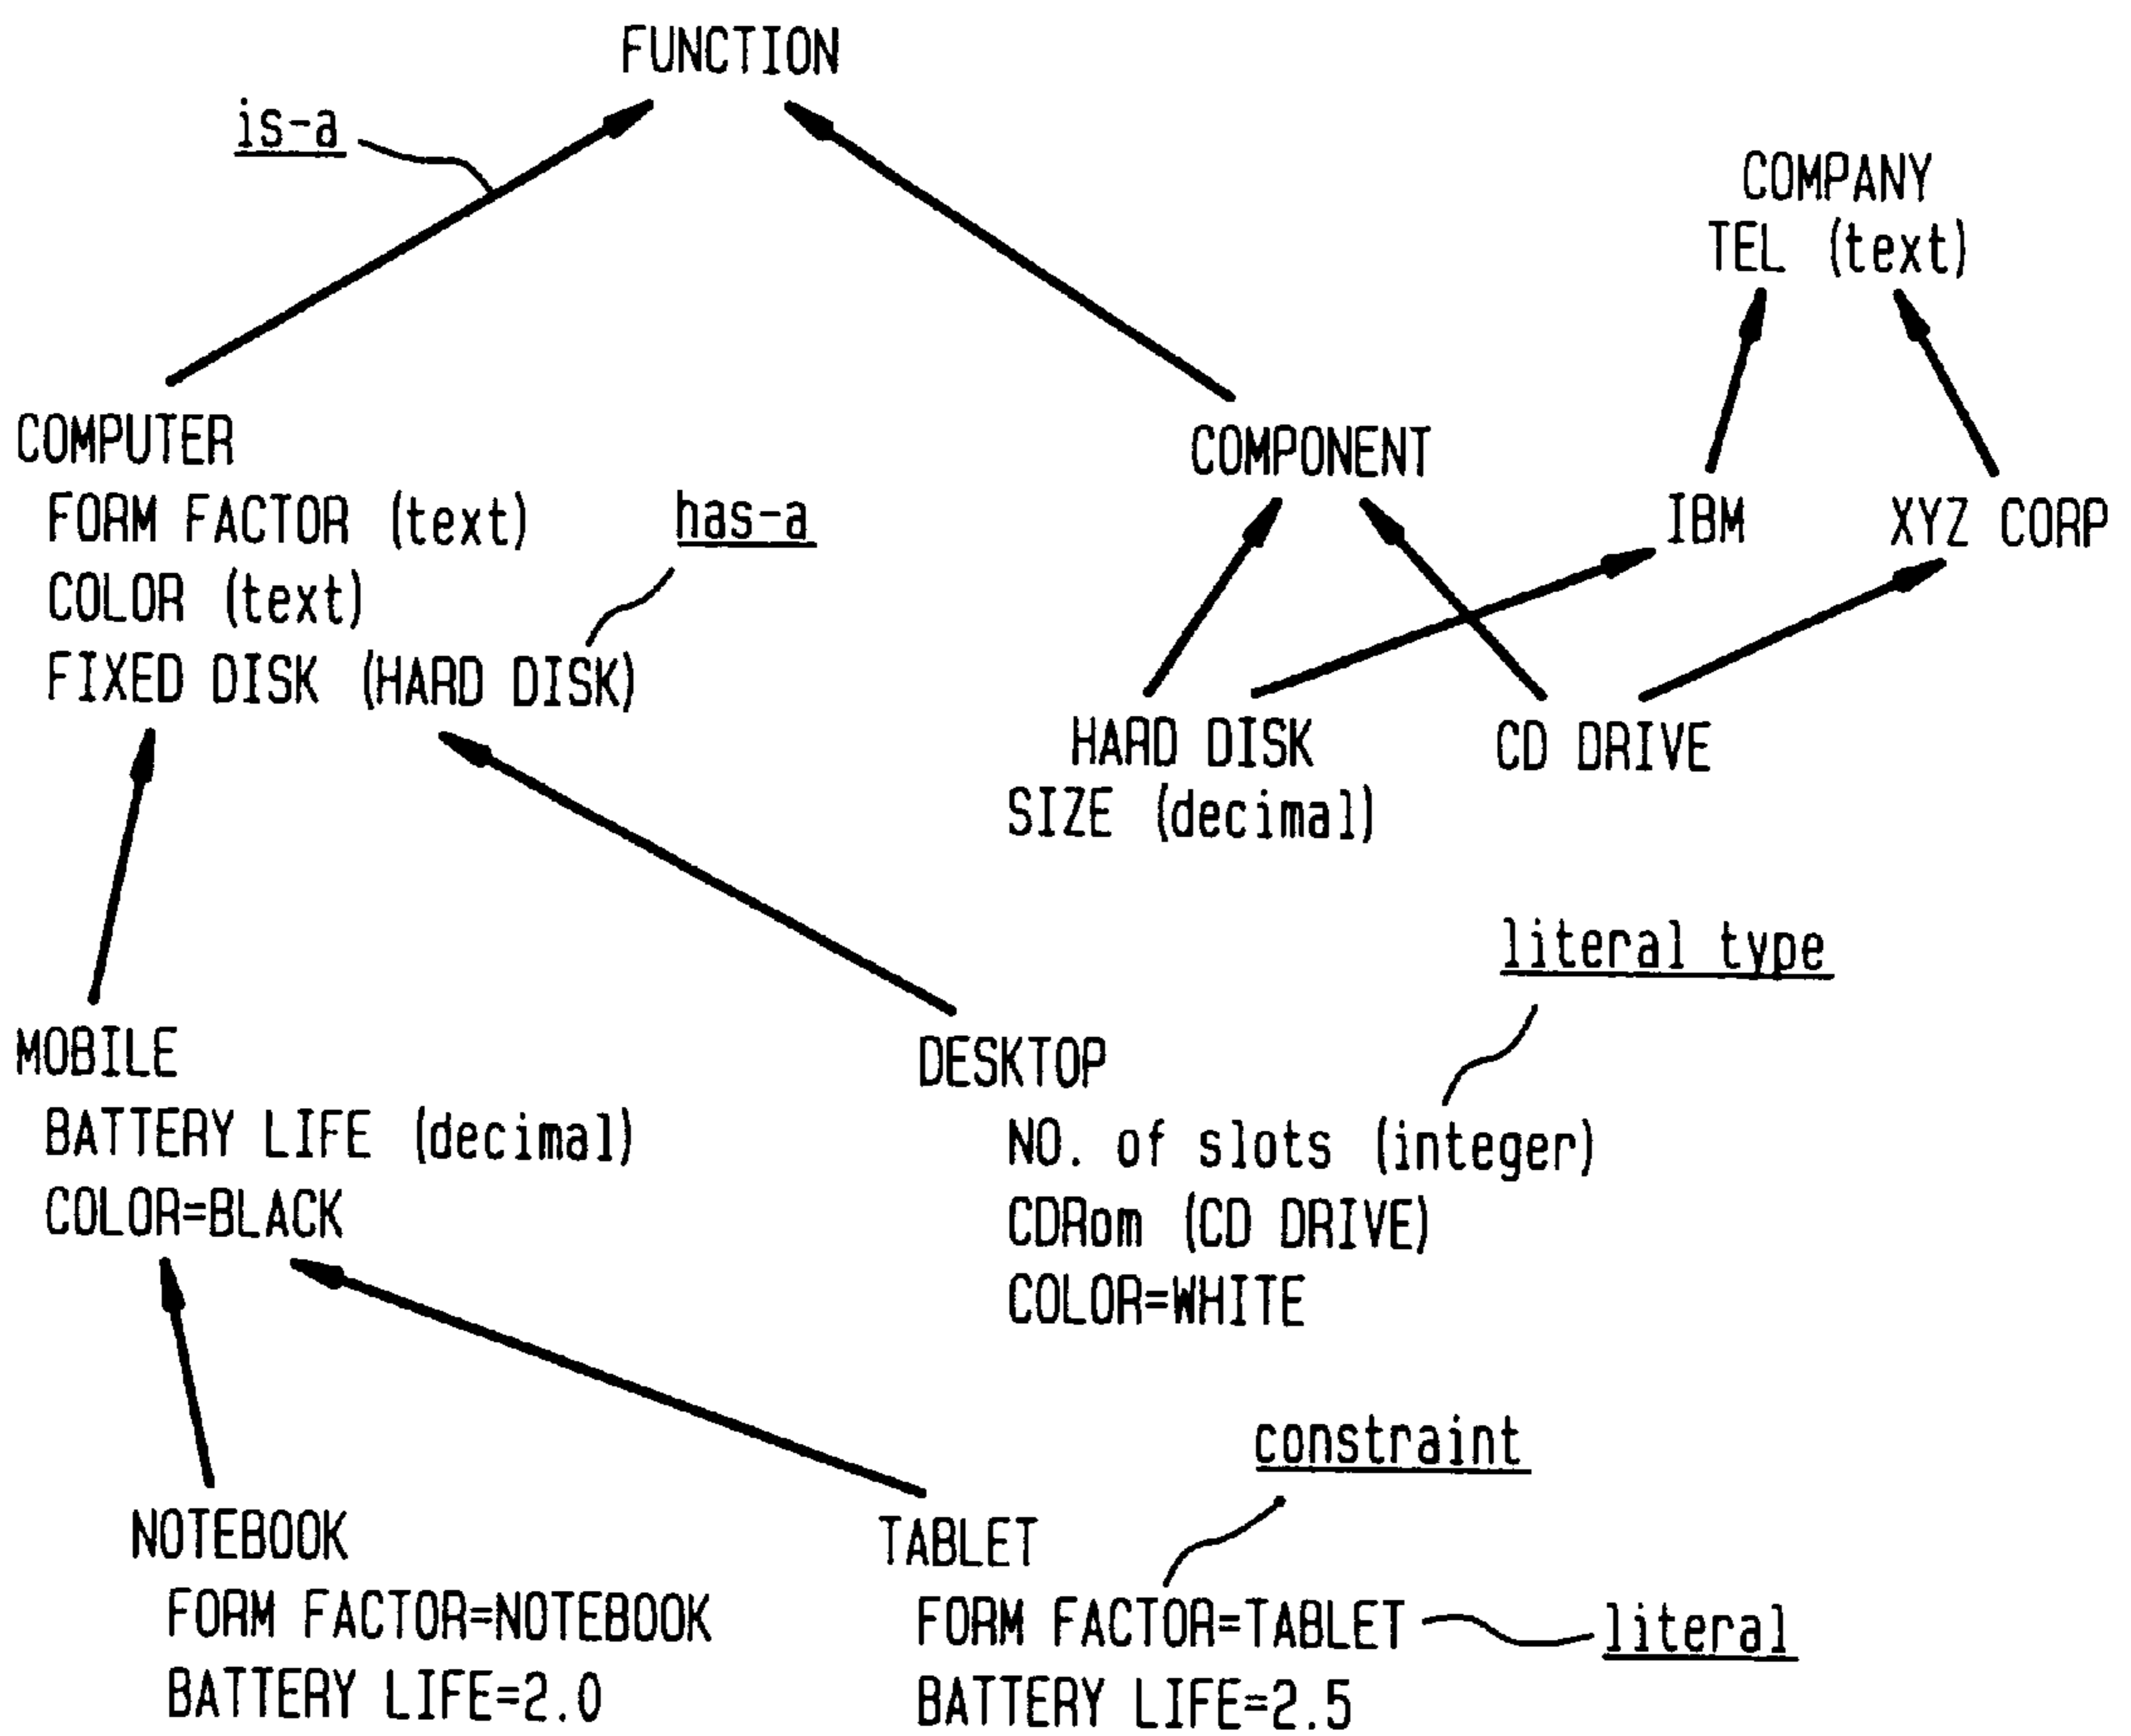 FUNCTION
is-a
COMPANY
TEL (text)
COMPUTER
FORM FACTOR (text)
COLOR (text)
FIXED DISK (HARD DISK)
has-a
COMPONENT
IBM
XYZ CORP
HARD DISK
SIZE (decimal)
CD DRIVE
literal type
MOBILE
BATTERY LIFE (decimal)
COLOR=BLACK
DESKTOP
NO. of slots (integer)
CDRom (CD DRIVE)
COLOR=WHITE
constraint
NOTEBOOK
FORM FACTOR=NOTEBOOK
BATTERY LIFE=2.0
TABLET
FORM FACTOR=TABLET
literal
BATTERY LIFE=2.5